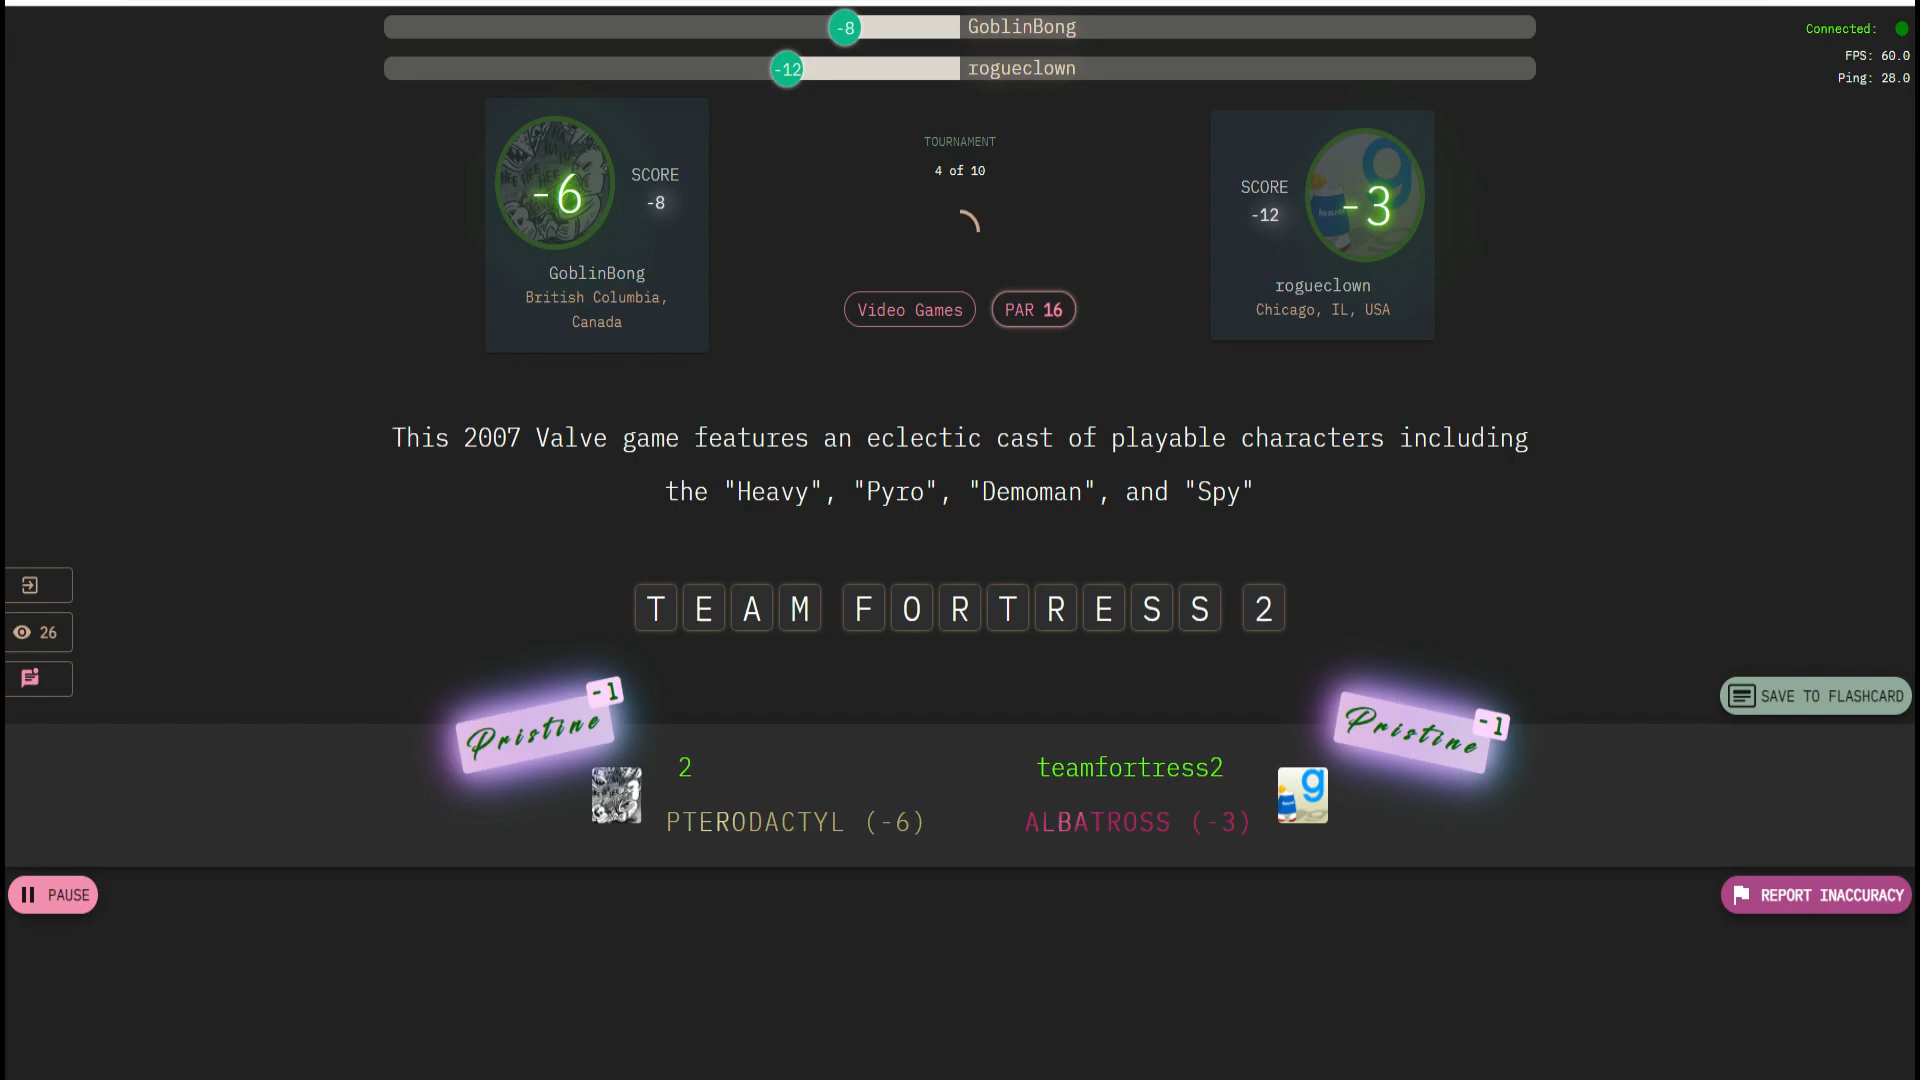 -8 GoblinBong
-12 rogueclown
Connected:
FPS: 60.0
Ping: 28.0
-6
SCORE
-8
GoblinBong
British Columbia,
Canada
TOURNAMENT
4 of 10
Video Games
PAR 16
SCORE
-12
-3
rogueclown
Chicago, IL, USA
This 2007 Valve game features an eclectic cast of playable characters including
the "Heavy", "Pyro", "Demoman", and "Spy"
26
TEAM FORTRESS 2
SAVE TO FLASHCARD
Pristine -1
2
PTERODACTYL (-6)
Pristine -1
teamfortress2
ALBATROSS (-3)
PAUSE
REPORT INACCURACY